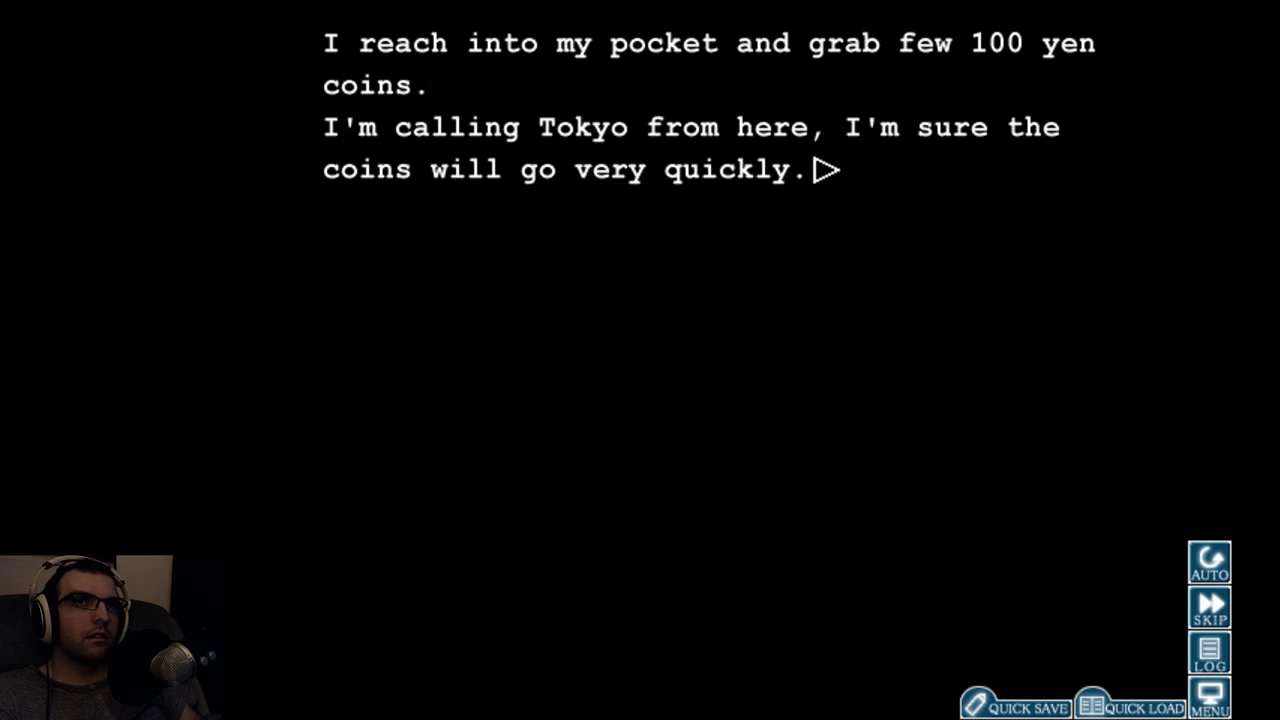 I reach into my pocket and grab few 100 yen
coins.
I'm calling Tokyo from here, I'm sure the
coins will go very quickly.
AUTO
SKIP
LOG
MENU
QUICK SAVE
QUICK LOAD